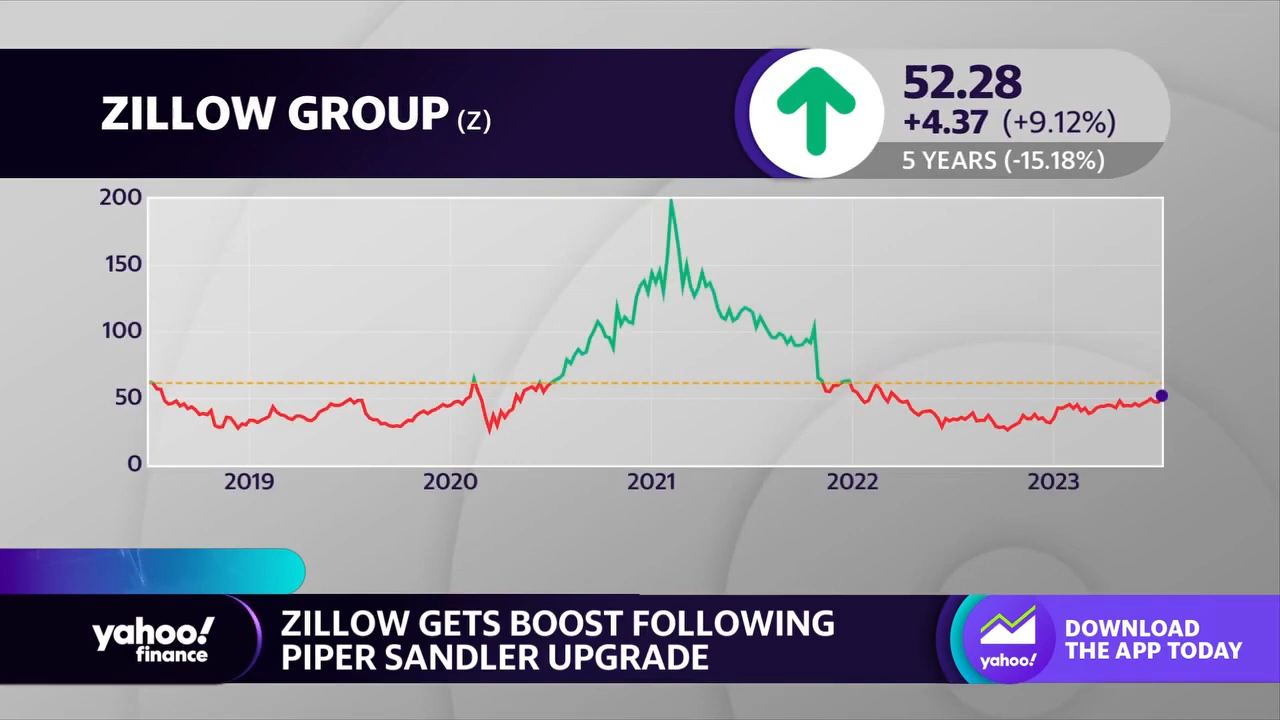 ZILLOW GROUP (Z)
52.28
+4.37 (+9.12%)
5 YEARS (-15.18%)
200
150
100
50
0
2019 2020 2021 2022 2023
yahoo!
finance
ZILLOW GETS BOOST FOLLOWING
PIPER SANDLER UPGRADE
yahoo!
DOWNLOAD
THE APP TODAY